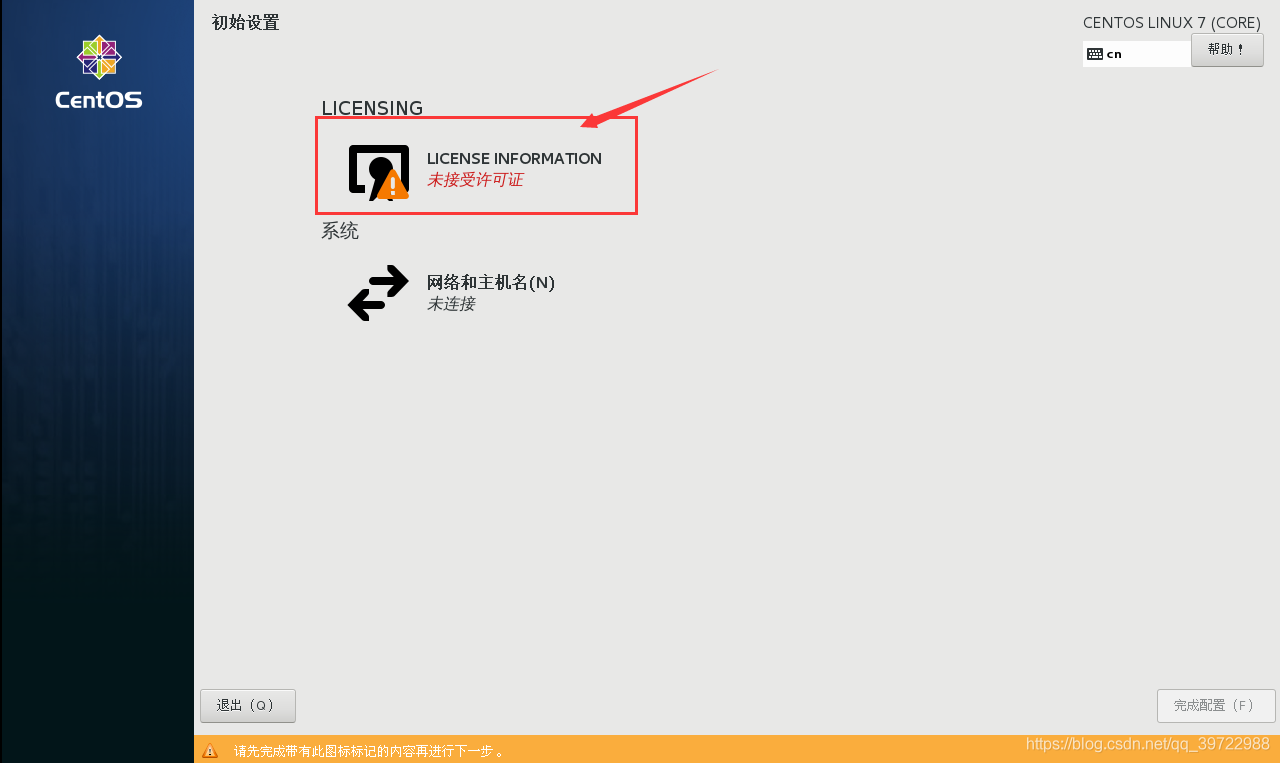 初始设置
CENTOS LINUX 7 (CORE)
cn
帮助！
CentOS
LICENSING
LICENSE INFORMATION
未接受许可证
系统
网络和主机名(N)
未连接
退出（Q）
完成配置（F）
请先完成带有此图标标记的内容再进行下一步。
https://blog.csdn.net/qq_39722988